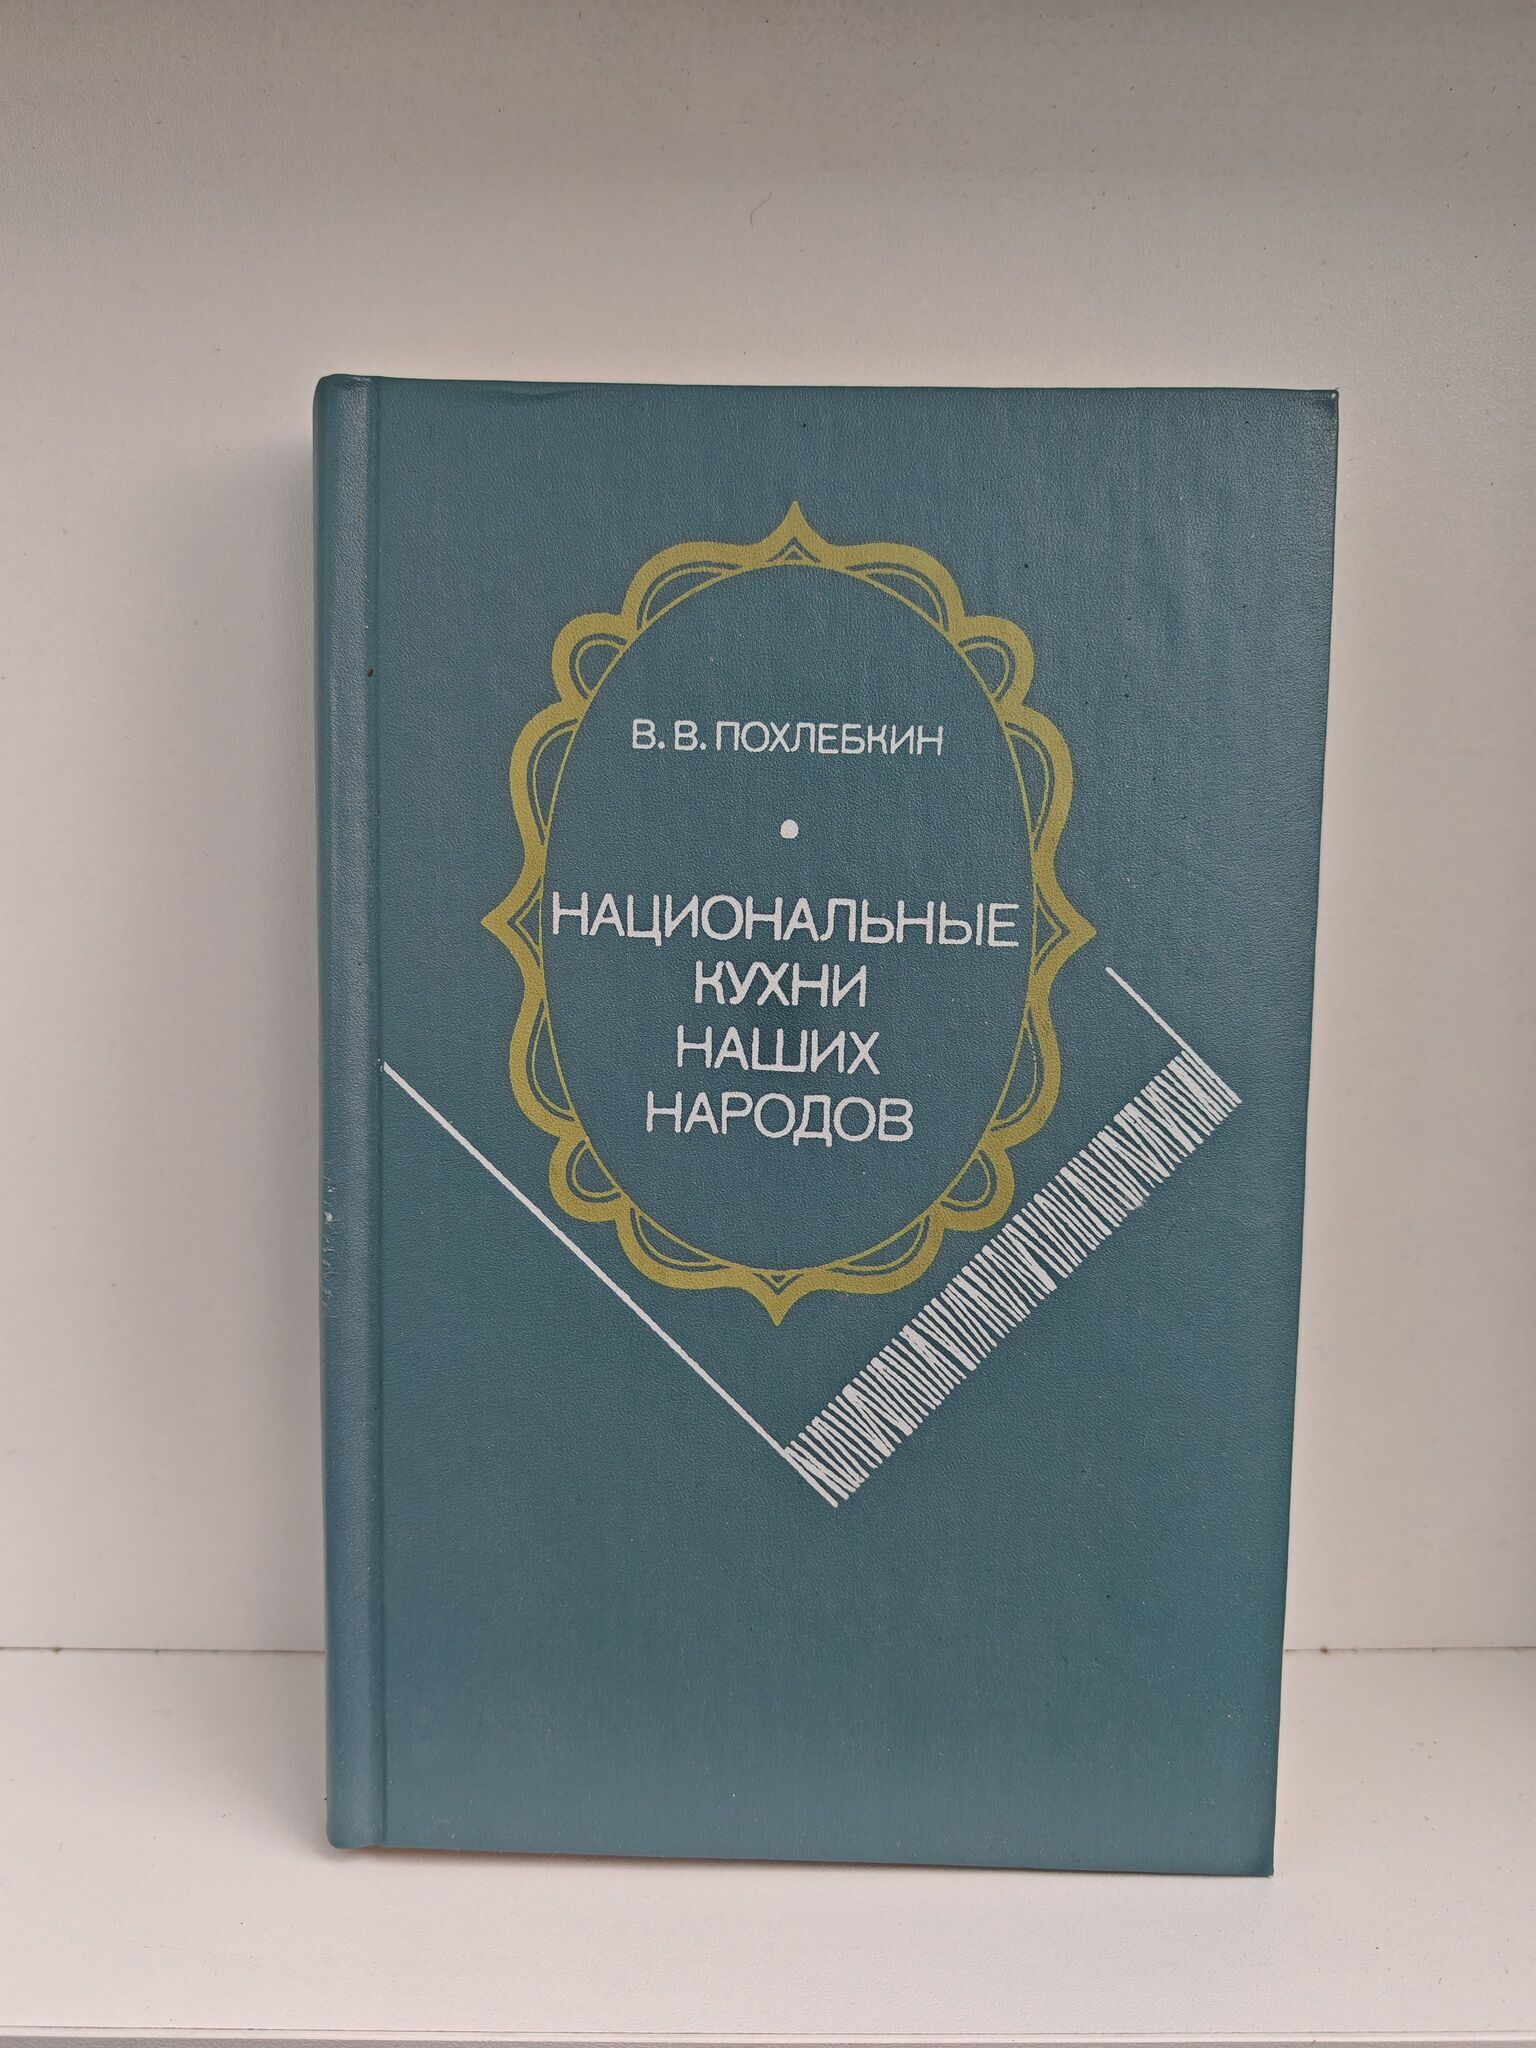 В. В. ПОХЛЕБКИН
НАЦИОНАЛЬНЫЕ
КУХНИ
НАШИХ
НАРОДОВ